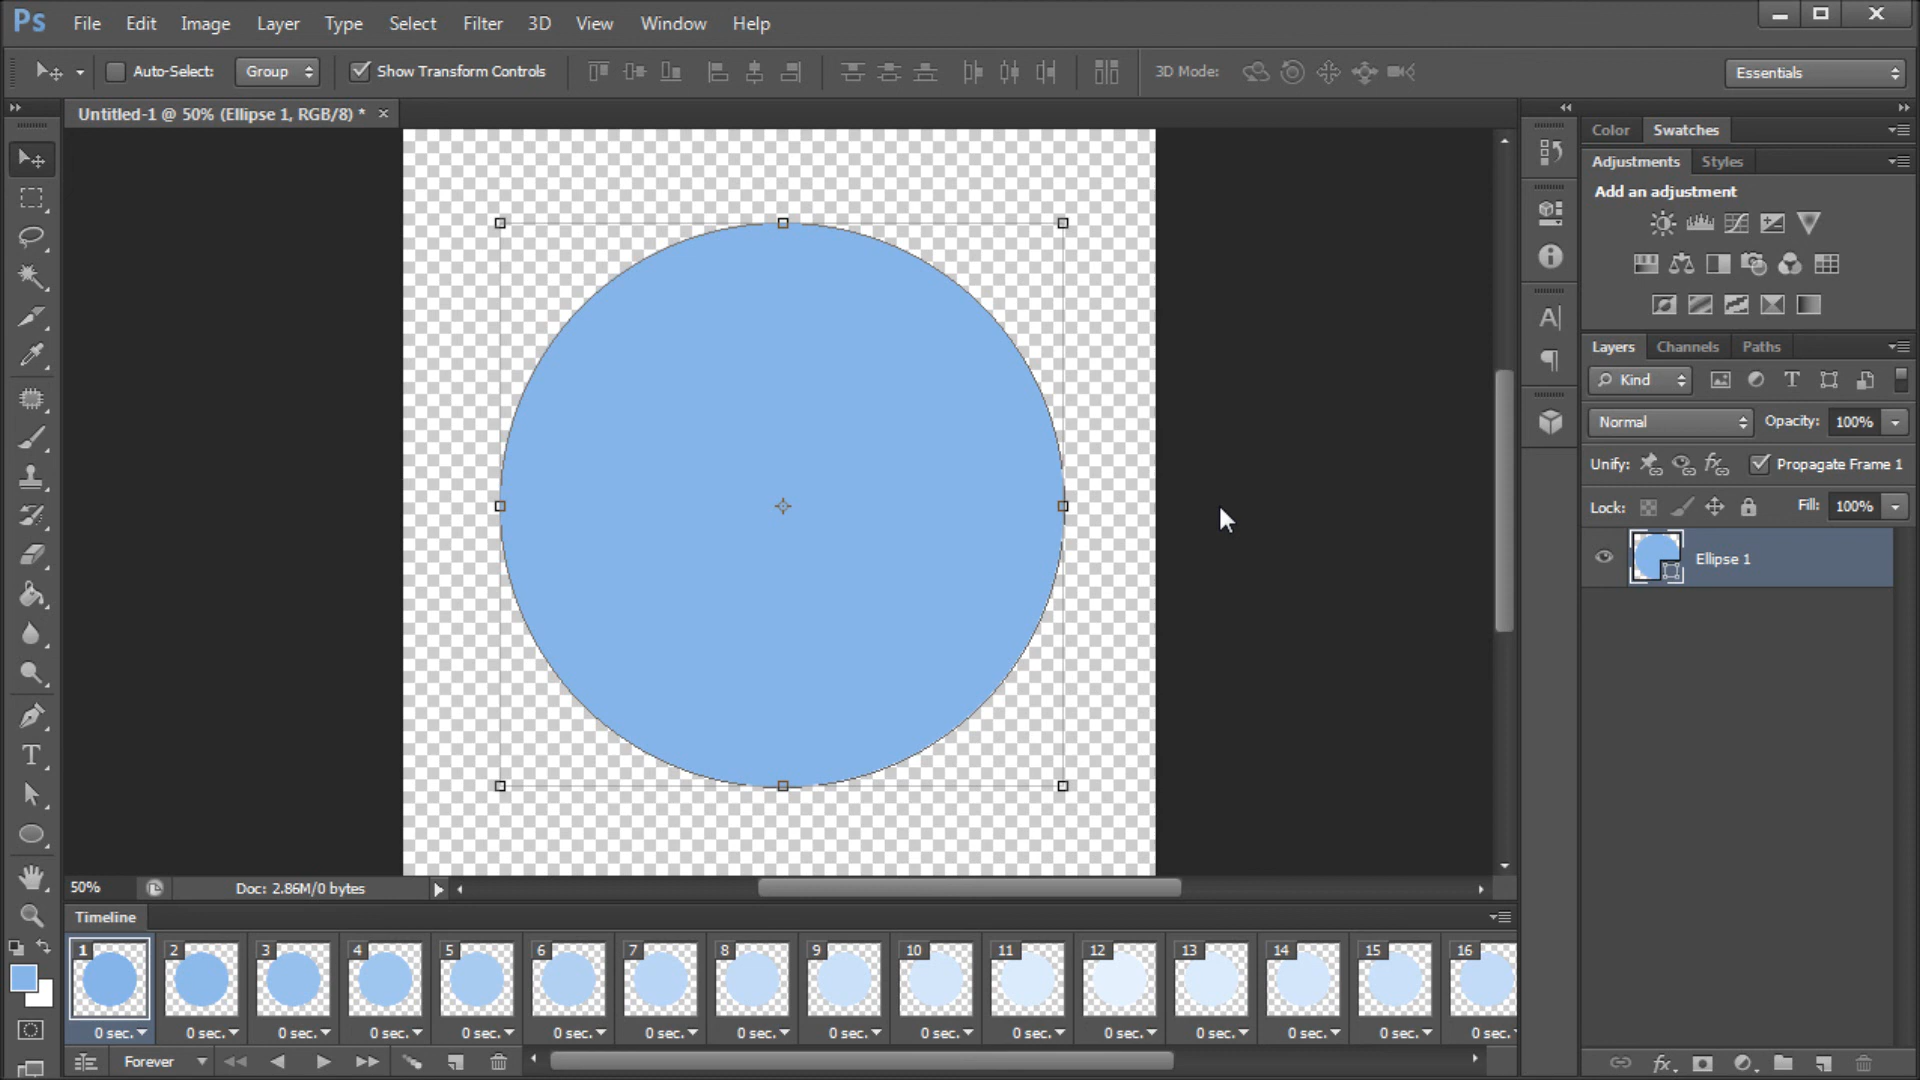 Ps File Edit Image Layer Type Select Filter 3D View Window Help
Auto-Select: Group Show Transform Controls 3D Mode: Essentials
Untitled-1 @ 50% (Ellipse 1, RGB/8) * ×
Color Swatches
Adjustments Styles
Add an adjustment
Layers Channels Paths
Kind
Normal Opacity: 100%
Unify: Propagate Frame 1
Lock: Fill: 100%
Ellipse 1
50% Doc: 2.86M/0 bytes
Timeline
1 2 3 4 5 6 7 8 9 10 11 12 13 14 15 16
0 sec. 0 sec. 0 sec. 0 sec. 0 sec. 0 sec. 0 sec. 0 sec. 0 sec. 0 sec. 0 sec. 0 sec. 0 sec. 0 sec. 0 sec. 0 sec.
Forever